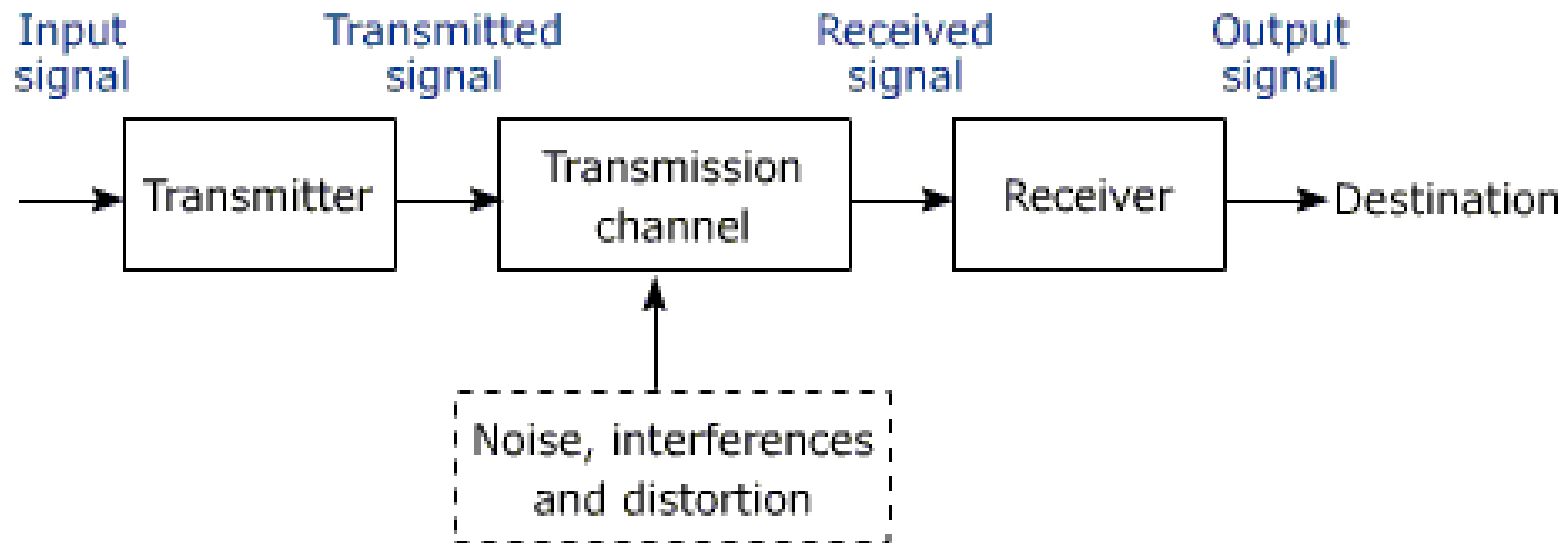 Input
signal
Transmitted
signal
Received
signal
Output
signal
Transmitter
Transmission
channel
Receiver
Destination
Noise, interferences
and distortion